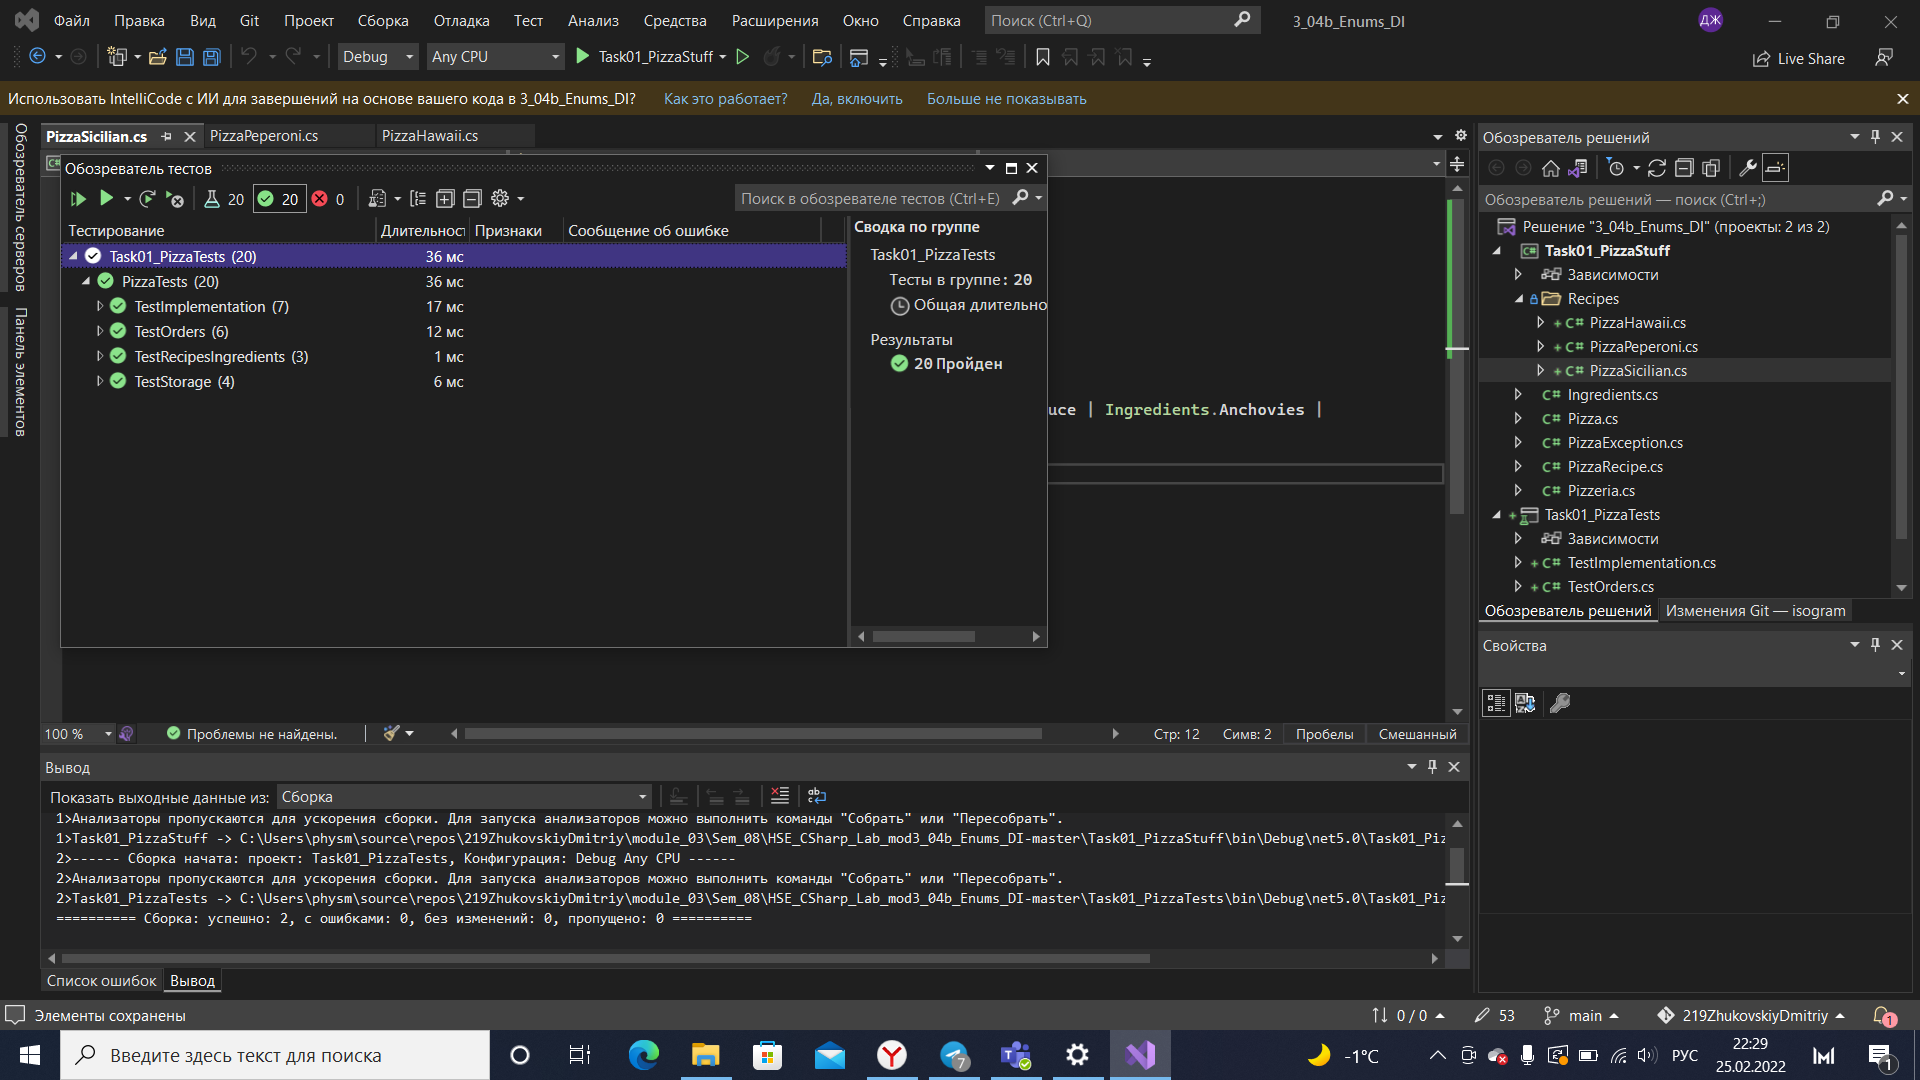 Файл Правка Вид Git Проект Сборка Отладка Тест Анализ Средства Расширения Окно Справка Поиск (Ctrl+Q) 3_04b_Enums_DI ДЖ
Debug Any CPU Task01_PizzaStuff Live Share
Использовать IntelliCode с ИИ для завершений на основе вашего кода в 3_04b_Enums_DI? Как это работает? Да, включить Больше не показывать
Обозреватель серверов
Панель элементов
PizzaSicilian.cs PizzaPeperoni.cs PizzaHawaii.cs
Обозреватель тестов
20 20 0 Поиск в обозревателе тестов (Ctrl+E)
Тестирование Длительност Признаки Сообщение об ошибке
Task01_PizzaTests (20) 36 мс
PizzaTests (20) 36 мс
TestImplementation (7) 17 мс
TestOrders (6) 12 мс
TestRecipesIngredients (3) 1 мс
TestStorage (4) 6 мс
Сводка по группе
Task01_PizzaTests
Тесты в группе: 20
Общая длительно
Результаты
20 Пройден
uce | Ingredients.Anchovies |
100 % Проблемы не найдены. Стр: 12 Симв: 2 Пробелы Смешанный
Вывод
Показать выходные данные из: Сборка
1>Анализаторы пропускаются для ускорения сборки. Для запуска анализаторов можно выполнить команды "Собрать" или "Пересобрать".
1>Task01_PizzaStuff -> C:\Users\physm\source\repos\219ZhukovskiyDmitriy\module_03\Sem_08\HSE_CSharp_Lab_mod3_04b_Enums_DI-master\Task01_PizzaStuff\bin\Debug\net5.0\Task01_Piz
2>------ Сборка начата: проект: Task01_PizzaTests, Конфигурация: Debug Any CPU ------
2>Анализаторы пропускаются для ускорения сборки. Для запуска анализаторов можно выполнить команды "Собрать" или "Пересобрать".
2>Task01_PizzaTests -> C:\Users\physm\source\repos\219ZhukovskiyDmitriy\module_03\Sem_08\HSE_CSharp_Lab_mod3_04b_Enums_DI-master\Task01_PizzaTests\bin\Debug\net5.0\Task01_Piz
========== Сборка: успешно: 2, с ошибками: 0, без изменений: 0, пропущено: 0 ==========
Список ошибок Вывод
Обозреватель решений
Обозреватель решений — поиск (Ctrl+;)
Решение "3_04b_Enums_DI" (проекты: 2 из 2)
Task01_PizzaStuff
Зависимости
Recipes
PizzaHawaii.cs
PizzaPeperoni.cs
PizzaSicilian.cs
Ingredients.cs
Pizza.cs
PizzaException.cs
PizzaRecipe.cs
Pizzeria.cs
Task01_PizzaTests
Зависимости
TestImplementation.cs
TestOrders.cs
Обозреватель решений Изменения Git — isogram
Свойства
Элементы сохранены 0 / 0 53 main 219ZhukovskiyDmitriy 1
Введите здесь текст для поиска 7 -1°C РУС 22:29
25.02.2022 1